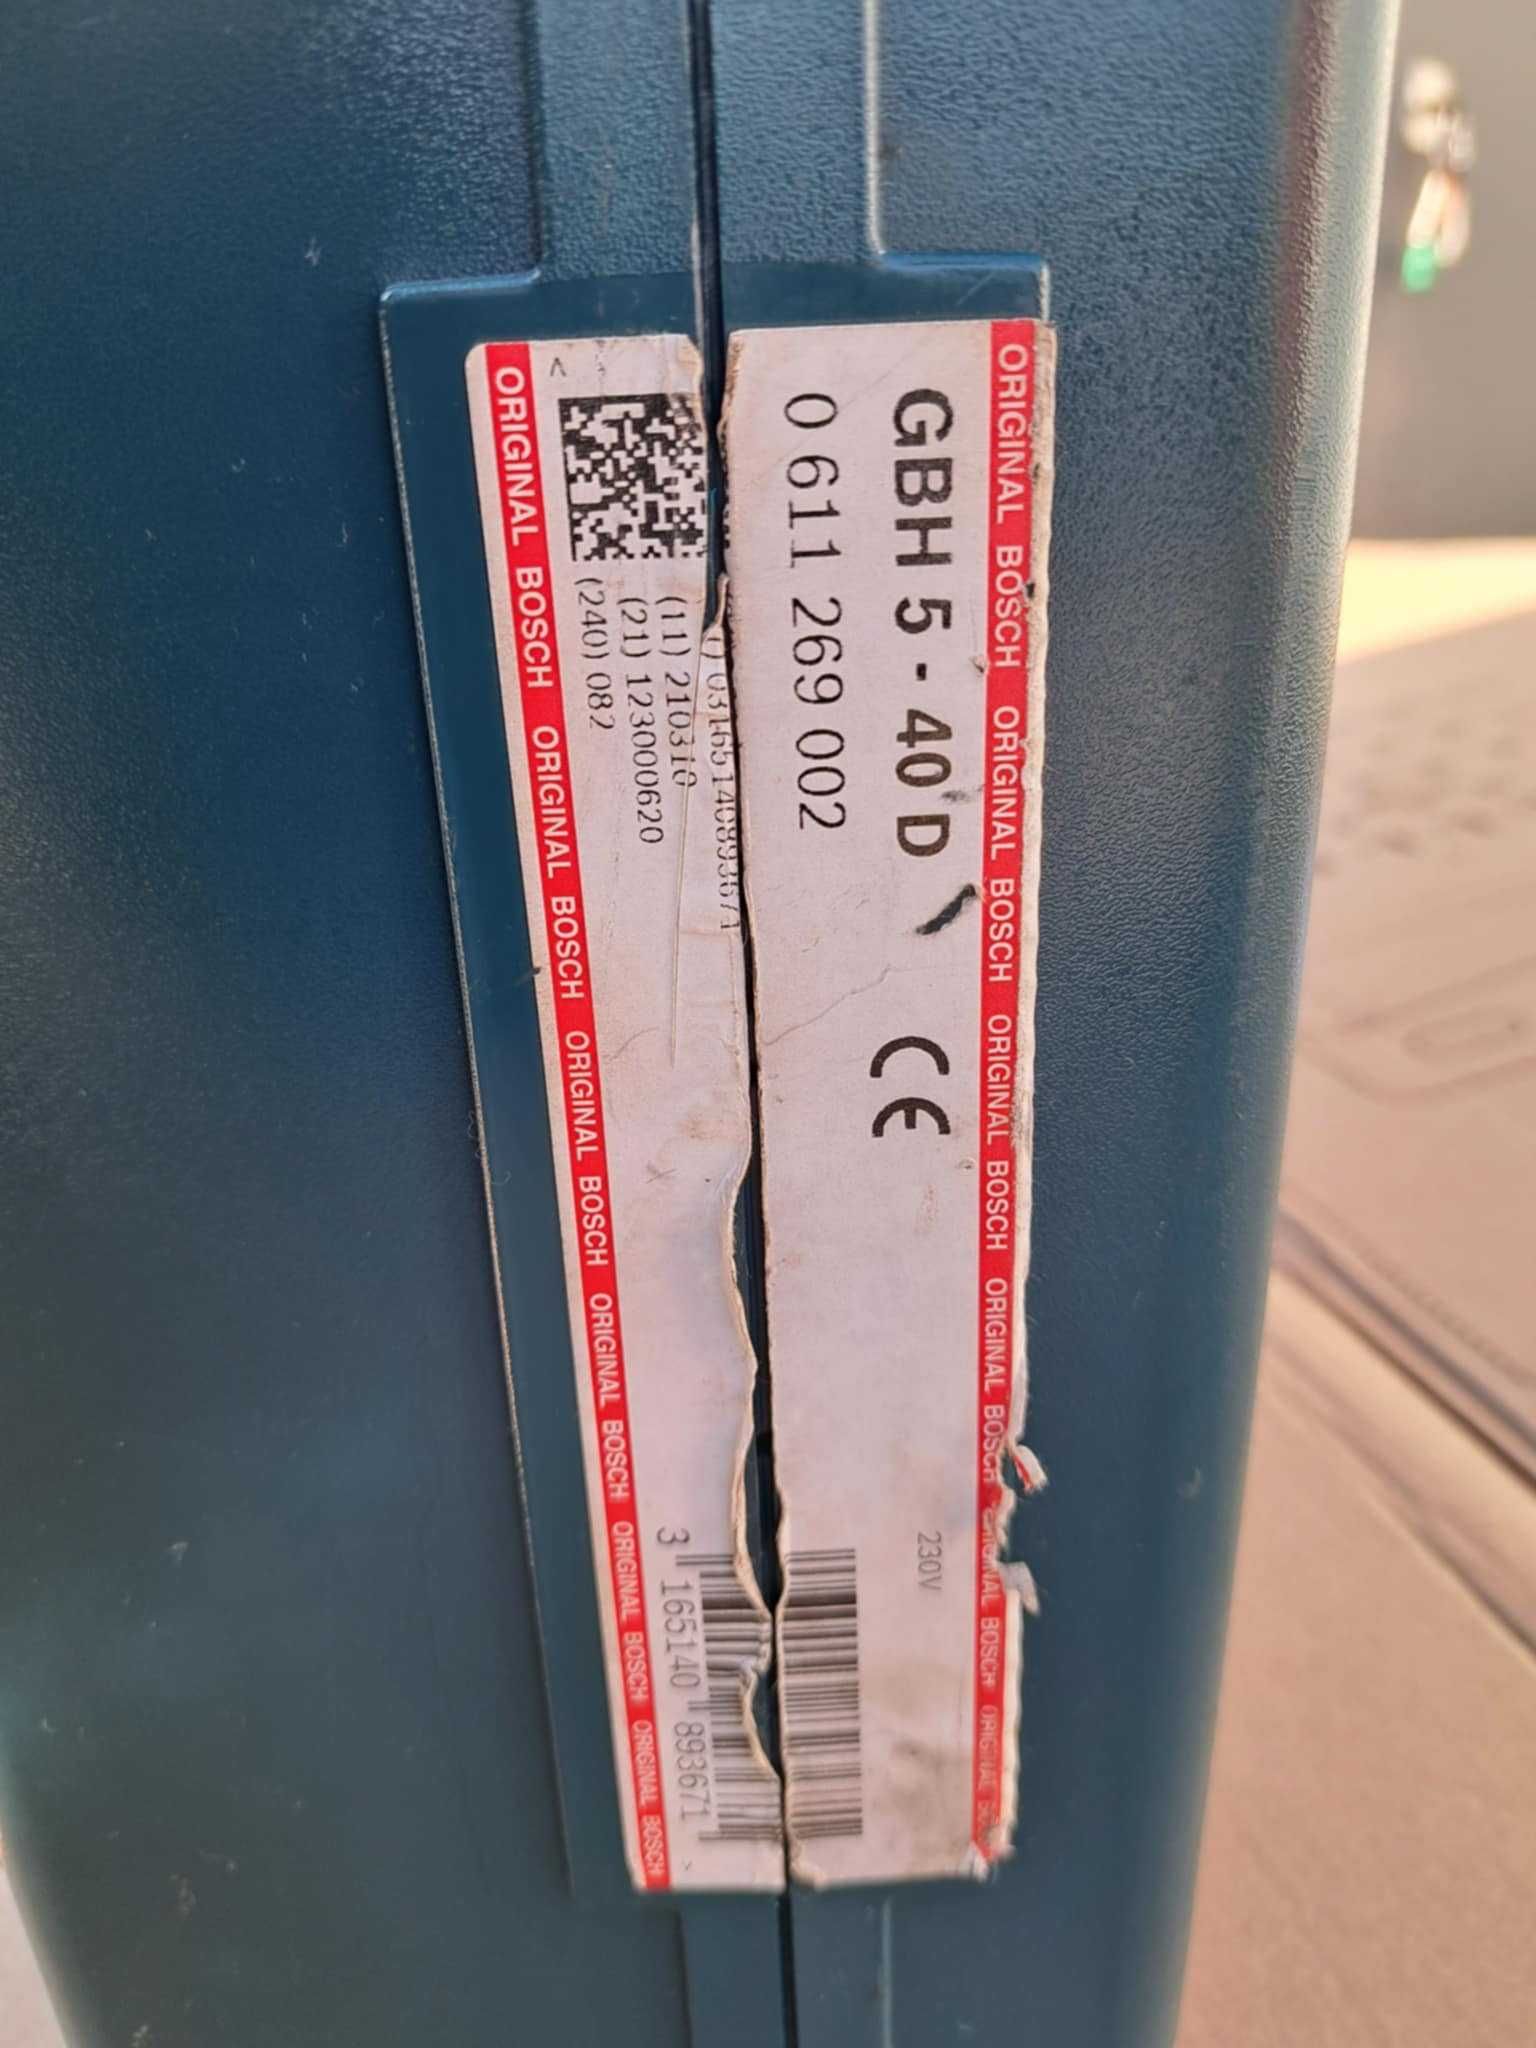 ORIGINAL BOSCH ORIGINAL BOSCH ORIGINAL BOSCH ORIGINAL BOSCH ORIGINAL BOSCH ORIGINAL BOSCH
GBH 5 - 40 D
CE
230V
0 611 269 002
03165140893671
(11) 210310
(21) 123000620
(240) 082
3 165140 893671
ORIGINAL BOSCH ORIGINAL BOSCH ORIGINAL BOSCH ORIGINAL BOSCH ORIGINAL BOSCH ORIGINAL BOSCH